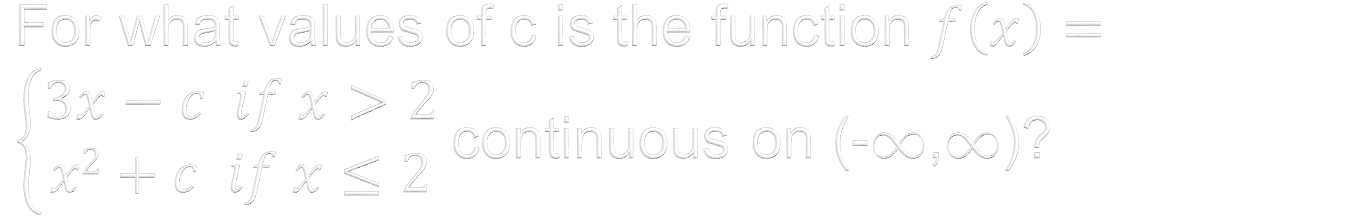 For what values of c is the function f(x) =
{3x − c if x > 2
x² + c if x ≤ 2 continuous on (-∞,∞)?